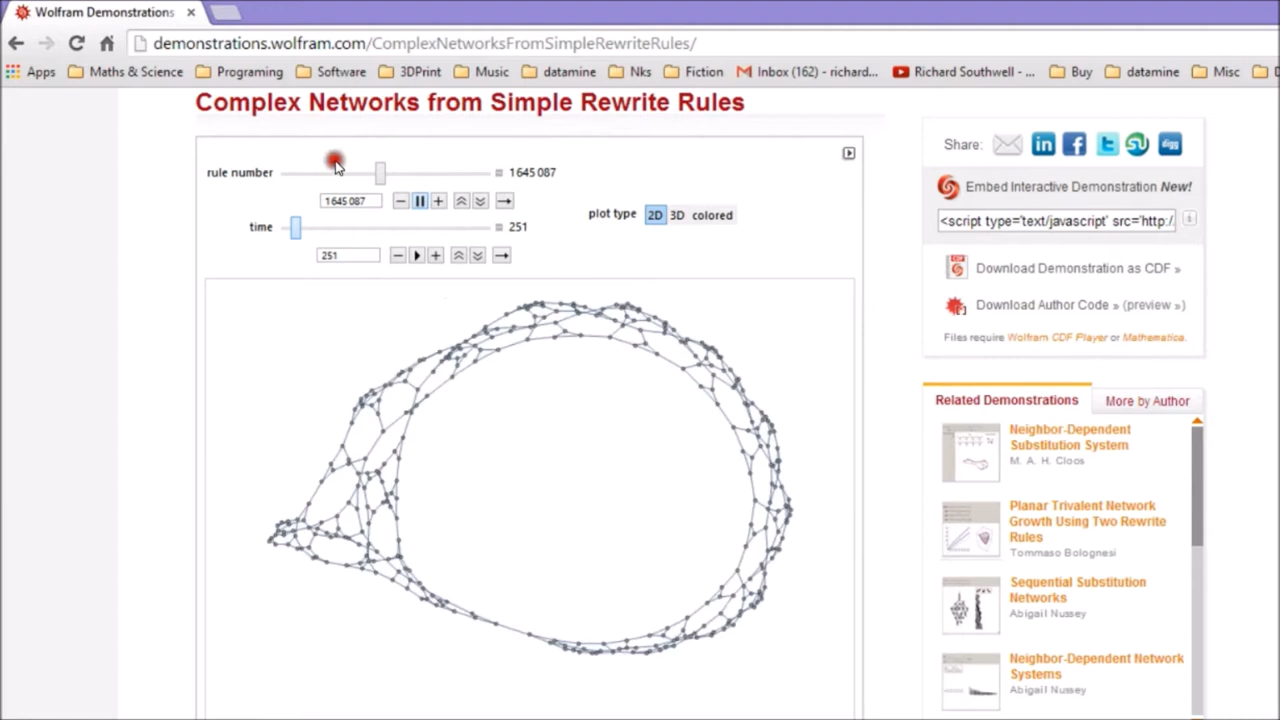 Wolfram Demonstrations ×
demonstrations.wolfram.com/ComplexNetworksFromSimpleRewriteRules/
Apps Maths & Science Programing Software 3DPrint Music datamine Nks Fiction Inbox (162) - richard... Richard Southwell - ... Buy datamine Misc
Complex Networks from Simple Rewrite Rules
rule number 1645087
1645087
time 251
251
plot type 2D 3D colored
Share: in f t digg
Embed Interactive Demonstration New!
<script type='text/javascript' src='http:/
Download Demonstration as CDF »
Download Author Code » (preview »)
Files require Wolfram CDF Player or Mathematica.
Related Demonstrations More by Author
Neighbor-Dependent
Substitution System
M. A. H. Cloos
Planar Trivalent Network
Growth Using Two Rewrite
Rules
Tommaso Bolognesi
Sequential Substitution
Networks
Abigail Nussey
Neighbor-Dependent Network
Systems
Abigail Nussey